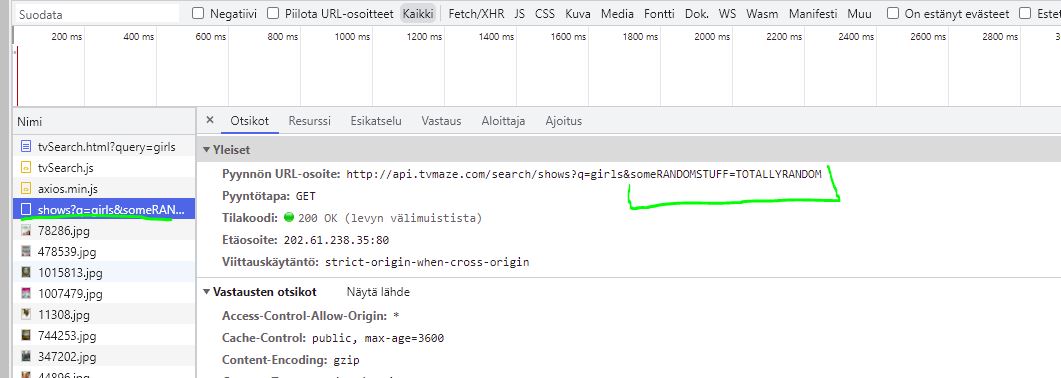 Suodata Negatiivi Piilota URL-osoitteet Kaikki Fetch/XHR JS CSS Kuva Media Fontti Dok. WS Wasm Manifesti Muu On estänyt evästeet Estet
200 ms 400 ms 600 ms 800 ms 1000 ms 1200 ms 1400 ms 1600 ms 1800 ms 2000 ms 2200 ms 2400 ms 2600 ms 2800 ms 3
Nimi
tvSearch.html?query=girls
tvSearch.js
axios.min.js
shows?q=girls&someRAN...
78286.jpg
478539.jpg
1015813.jpg
1007479.jpg
11308.jpg
744253.jpg
347202.jpg
44896.jpg
× Otsikot Resurssi Esikatselu Vastaus Aloittaja Ajoitus
Yleiset
Pyynnön URL-osoite: http://api.tvmaze.com/search/shows?q=girls&someRANDOMSTUFF=TOTALLYRANDOM
Pyyntötapa: GET
Tilakoodi: 200 OK (levyn välimuistista)
Etäosoite: 202.61.238.35:80
Viittauskäytäntö: strict-origin-when-cross-origin
Vastausten otsikot Näytä lähde
Access-Control-Allow-Origin: *
Cache-Control: public, max-age=3600
Content-Encoding: gzip